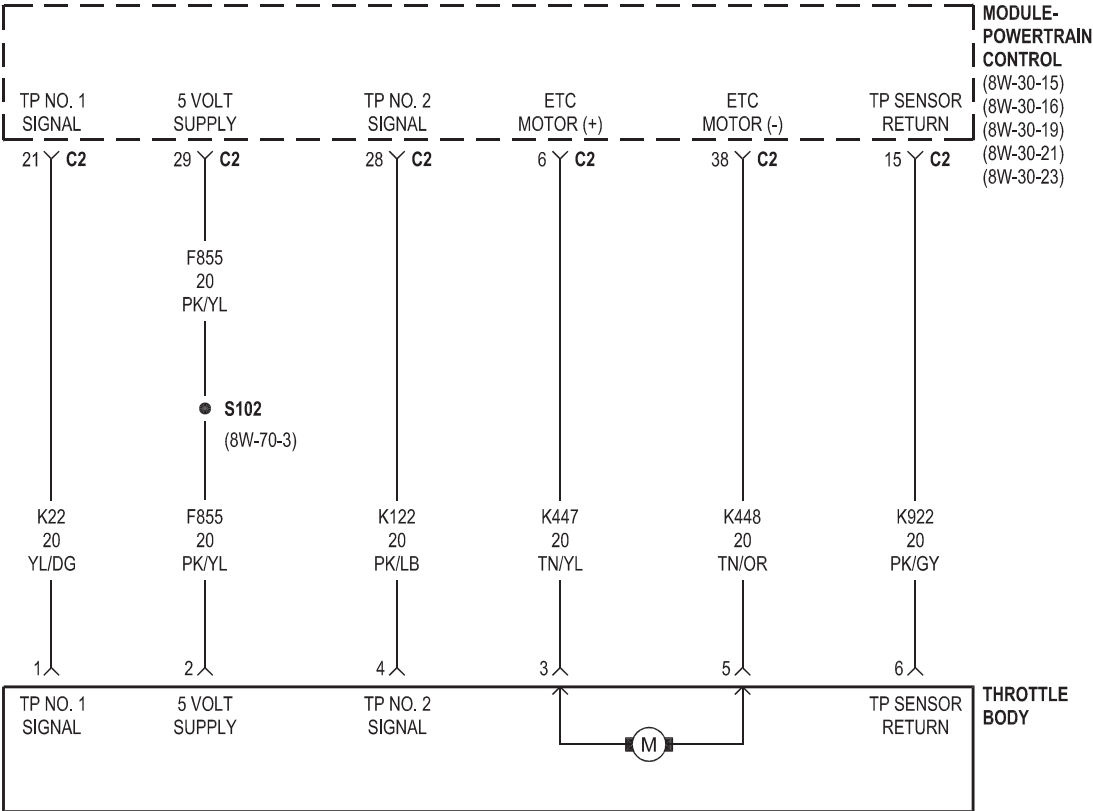 MODULE-
POWERTRAIN
CONTROL
(8W-30-15)
(8W-30-16)
(8W-30-19)
(8W-30-21)
(8W-30-23)
TP NO. 1
SIGNAL
5 VOLT
SUPPLY
TP NO. 2
SIGNAL
ETC
MOTOR (+)
ETC
MOTOR (-)
TP SENSOR
RETURN
21 C2
29 C2
28 C2
6 C2
38 C2
15 C2
F855
20
PK/YL
S102
(8W-70-3)
K22
20
YL/DG
F855
20
PK/YL
K122
20
PK/LB
K447
20
TN/YL
K448
20
TN/OR
K922
20
PK/GY
1
2
4
3
5
6
TP NO. 1
SIGNAL
5 VOLT
SUPPLY
TP NO. 2
SIGNAL
M
TP SENSOR
RETURN
THROTTLE
BODY